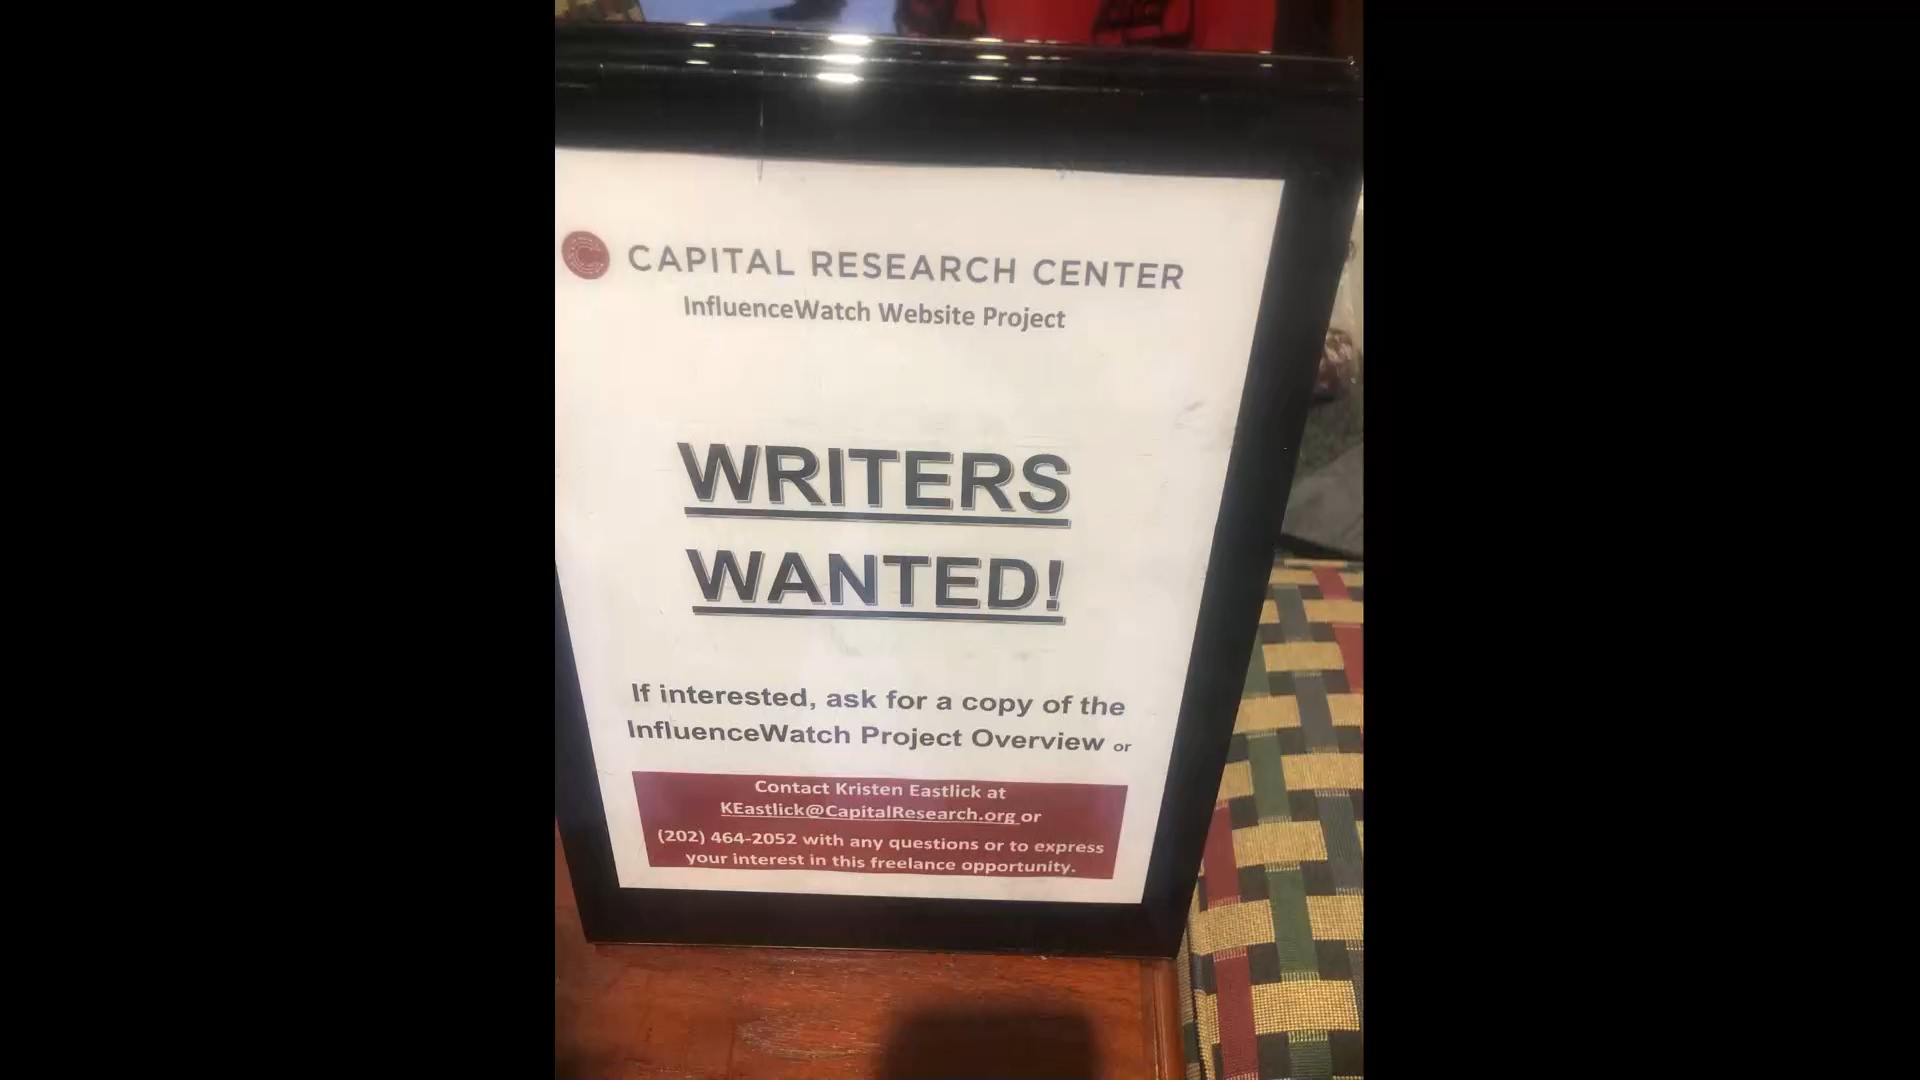 CAPITAL RESEARCH CENTER
InfluenceWatch Website Project
WRITERS
WANTED!
If interested, ask for a copy of the
InfluenceWatch Project Overview or
Contact Kristen Eastlick at
KEastlick@CapitalResearch.org or
(202) 464-2052 with any questions or to express
your interest in this freelance opportunity.